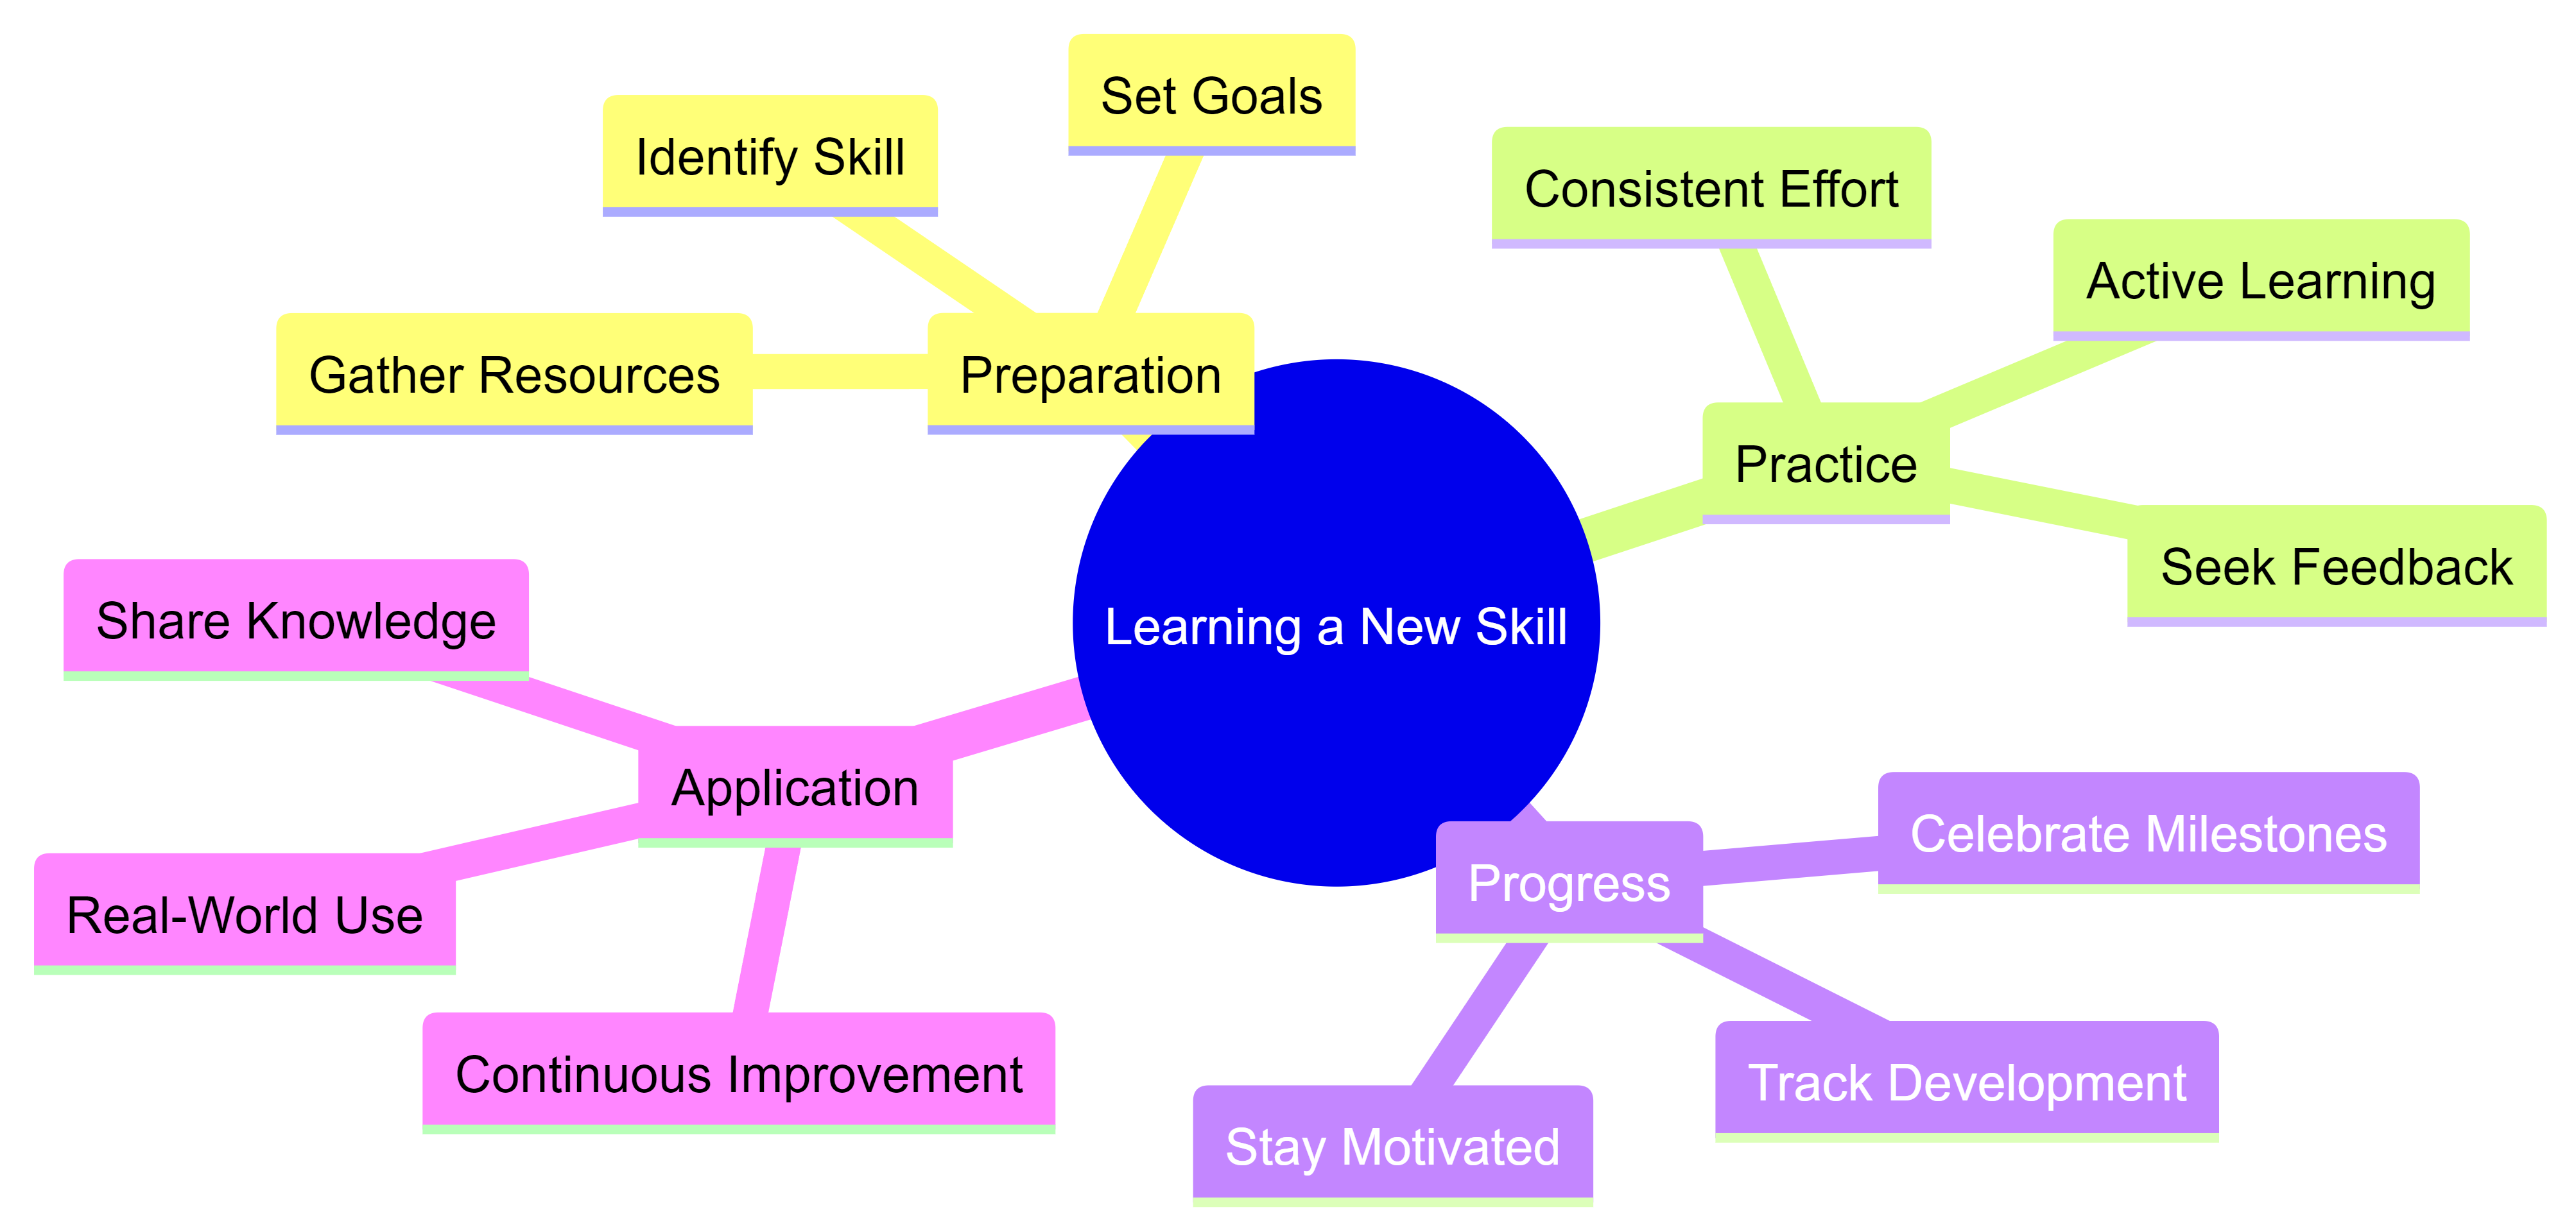 Learning a New Skill
Preparation
Identify Skill
Set Goals
Gather Resources
Practice
Consistent Effort
Active Learning
Seek Feedback
Progress
Celebrate Milestones
Track Development
Stay Motivated
Application
Share Knowledge
Real-World Use
Continuous Improvement